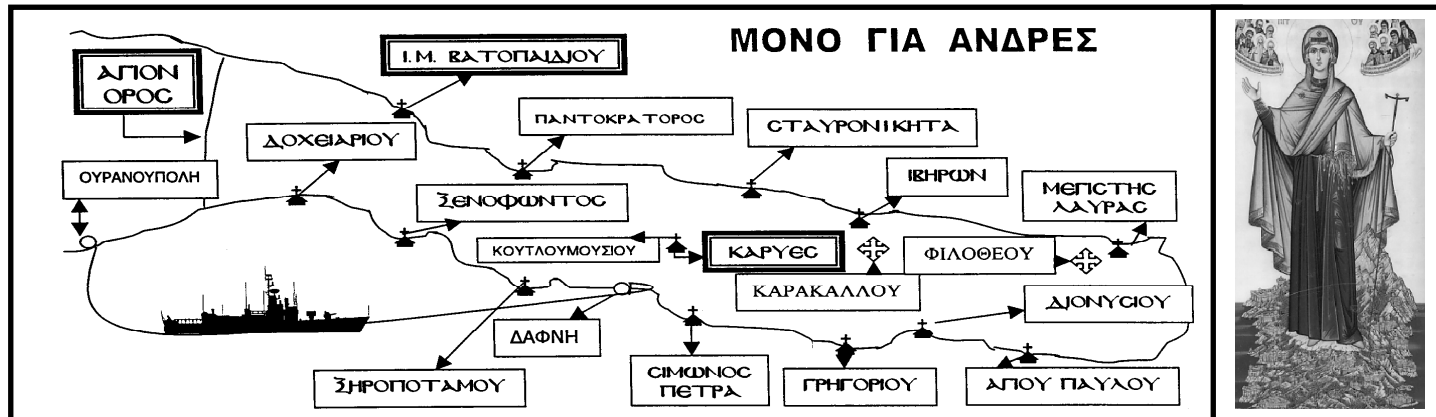 ΜΟΝΟ ΓΙΑ ΑΝΔΡΕΣ
ΑΓΙΟΝ
ΟΡΟΣ
Ι.Μ. ΒΑΤΟΠΑΙΔΙΟΥ
ΔΟΧΕΙΑΡΙΟΥ
ΠΑΝΤΟΚΡΑΤΟΡΟΣ
ΣΤΑΥΡΟΝΙΚΗΤΑ
ΟΥΡΑΝΟΥΠΟΛΗ
ΞΕΝΟΦΩΝΤΟΣ
ΙΒΗΡΩΝ
ΜΕΓΙΣΤΗΣ
ΛΑΥΡΑΣ
ΚΟΥΤΛΟΥΜΟΥΣΙΟΥ
ΚΑΡΥΕΣ
ΦΙΛΟΘΕΟΥ
ΚΑΡΑΚΑΛΛΟΥ
ΔΙΟΝΥΣΙΟΥ
ΔΑΦΝΗ
ΞΗΡΟΠΟΤΑΜΟΥ
ΣΙΜΩΝΟΣ
ΠΕΤΡΑ
ΓΡΗΓΟΡΙΟΥ
ΑΓΙΟΥ ΠΑΥΛΟΥ